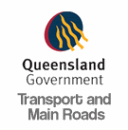 Queensland
Government
Transport and
Main Roads